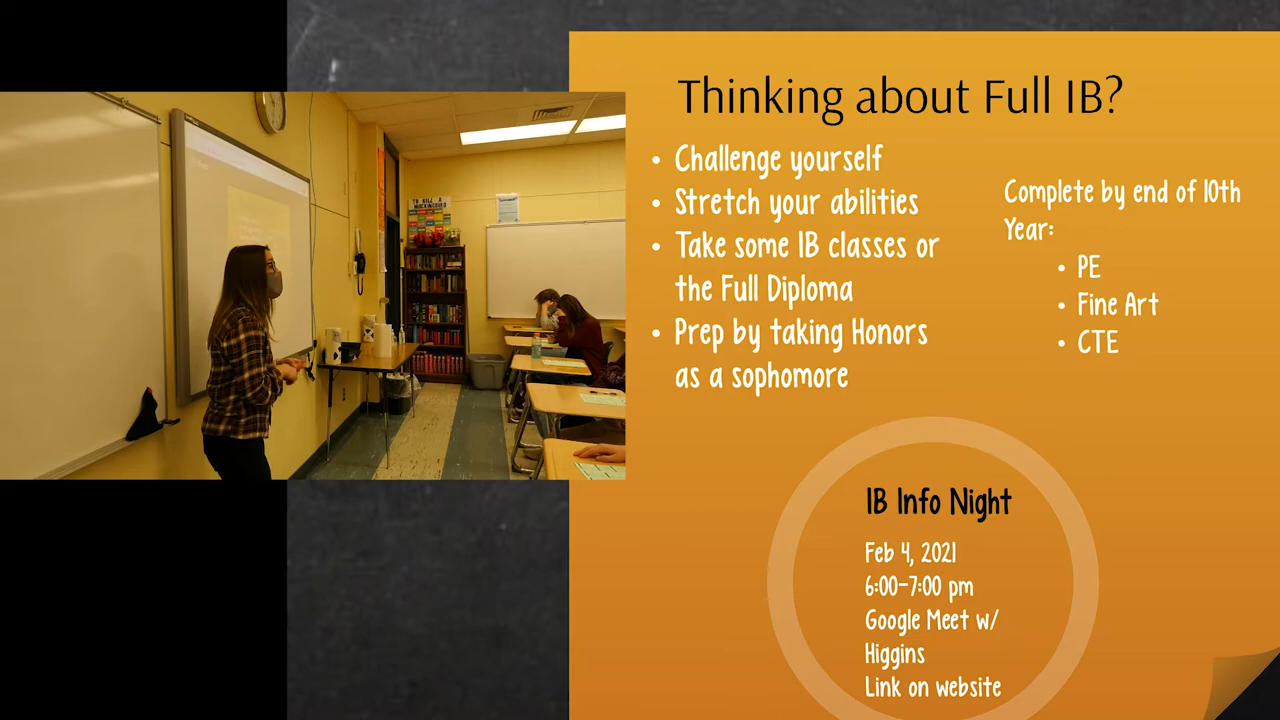 Thinking about Full IB?
• Challenge yourself
• Stretch your abilities
• Take some IB classes or
the Full Diploma
• Prep by taking Honors
as a sophomore
Complete by end of 10th
Year:
• PE
• Fine Art
• CTE
IB Info Night
Feb 4, 2021
6:00-7:00 pm
Google Meet w/
Higgins
Link on website
TO KILL A
MOCKINGBIRD